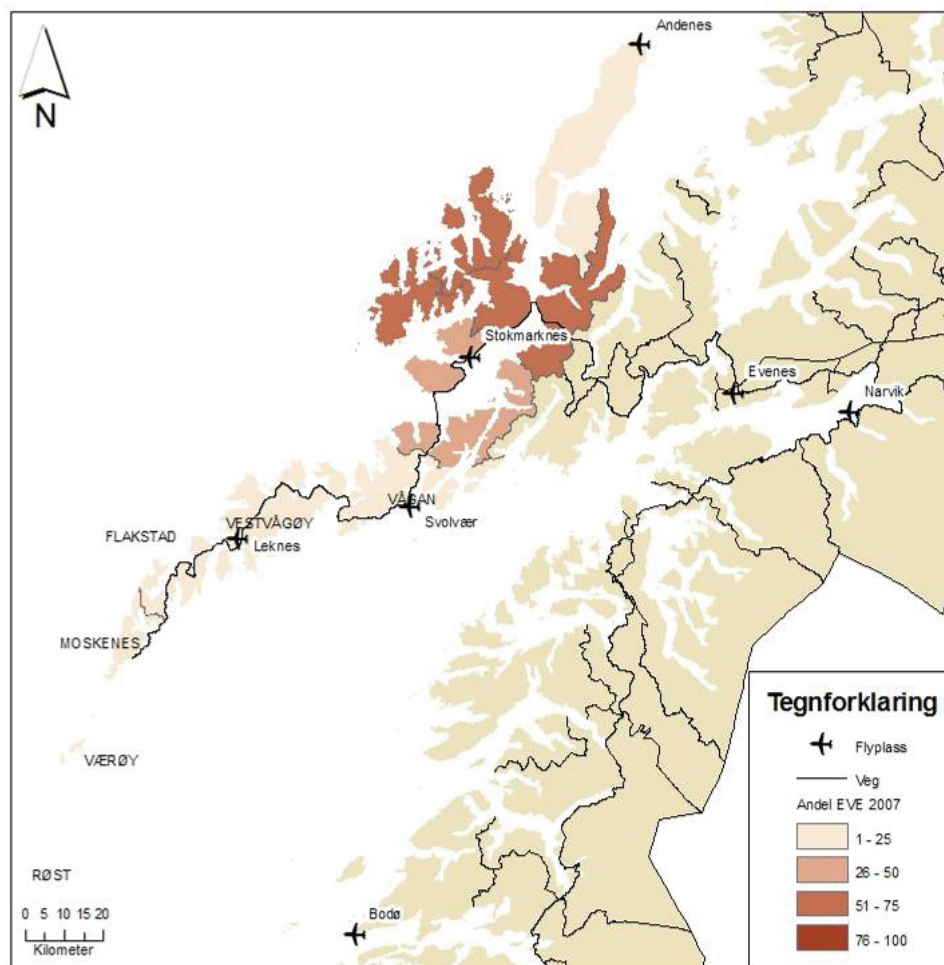 Andenes
N
Stokmarknes
Evenes
Narvik
VÅGAN
Svolvær
VESTVÅGØY
FLAKSTAD
Leknes
MOSKENES
VÆRØY
RØST
0 5 10 15 20
Kilometer
Bodø
Tegnforklaring
Flyplass
Veg
Andel EVE 2007
1 - 25
26 - 50
51 - 75
76 - 100